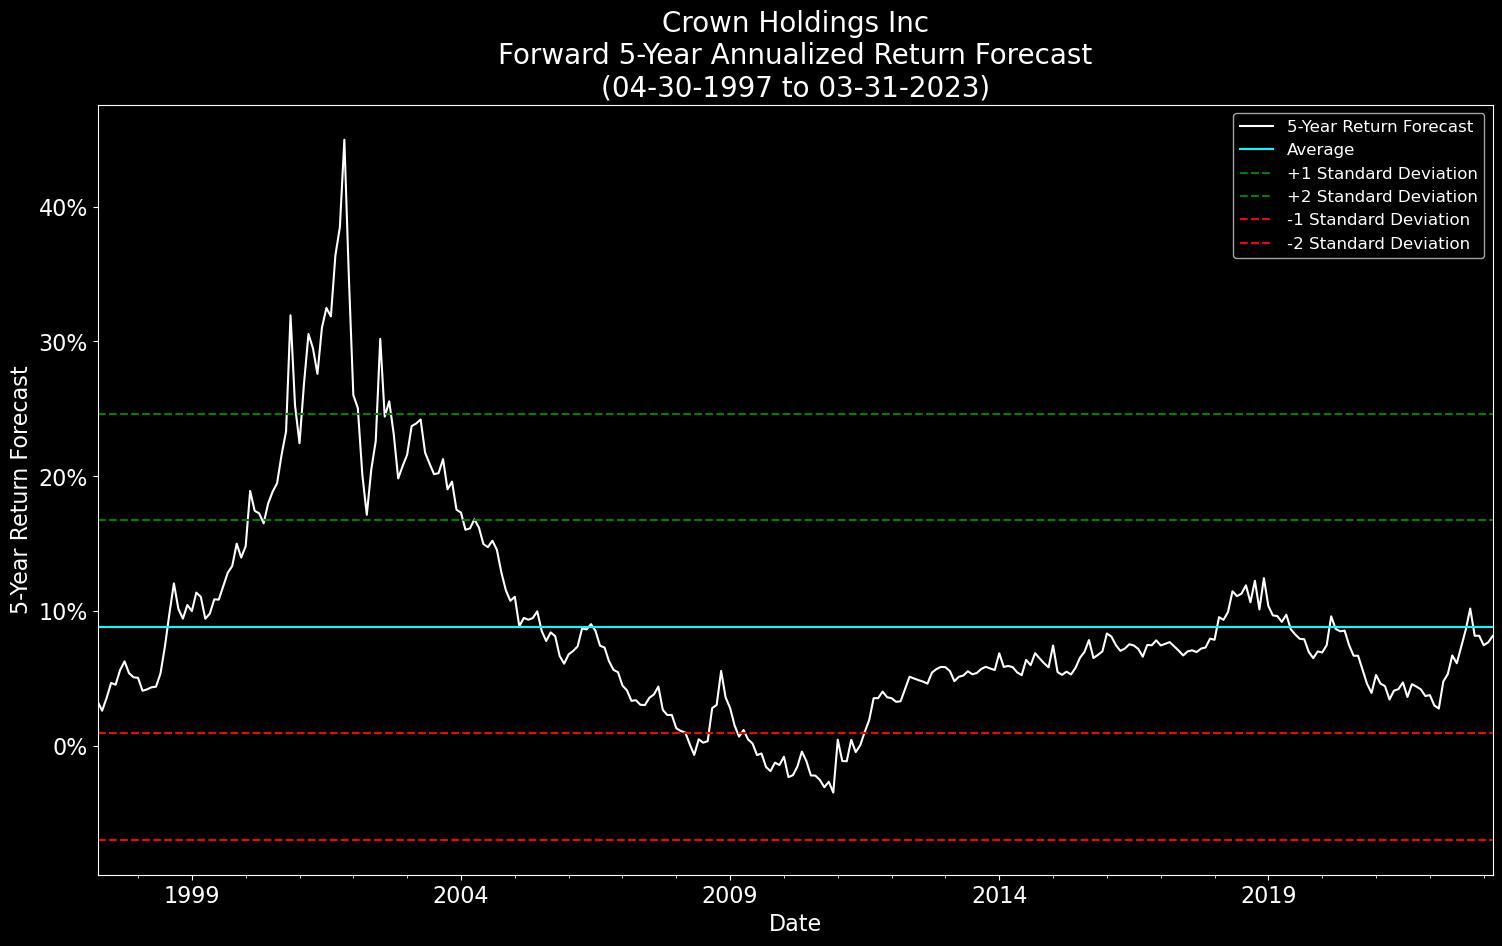 Crown Holdings Inc
Forward 5-Year Annualized Return Forecast
(04-30-1997 to 03-31-2023)
5-Year Return Forecast
Average
+1 Standard Deviation
+2 Standard Deviation
-1 Standard Deviation
-2 Standard Deviation
5-Year Return Forecast
40%
30%
20%
10%
0%
1999
2004
2009
2014
2019
Date